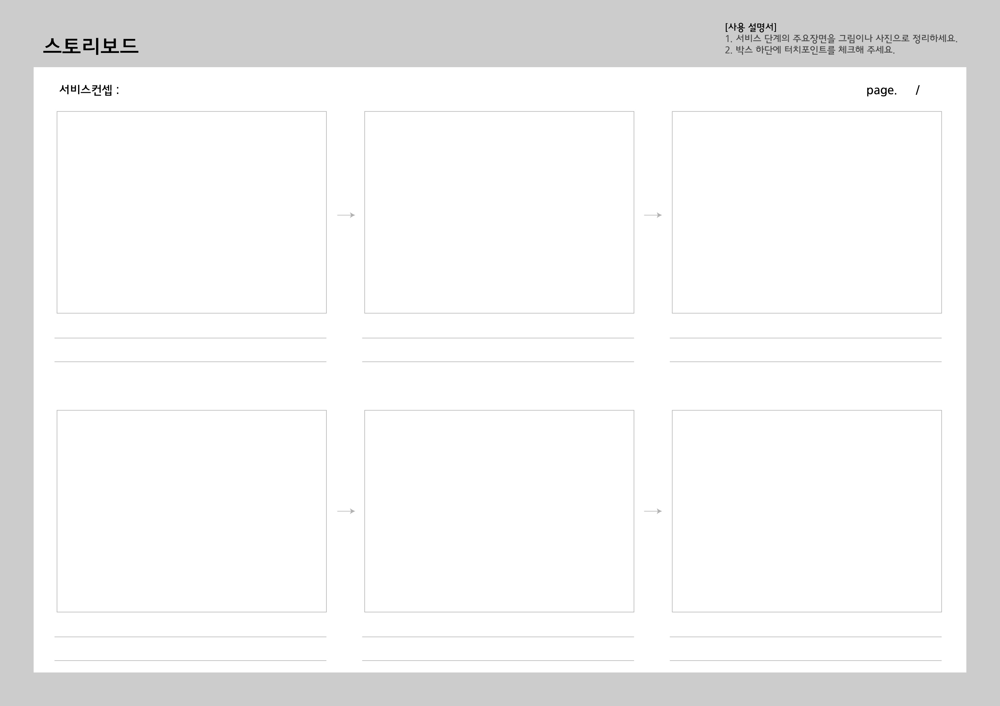 스토리보드
[사용 설명서]
1. 서비스 단계의 주요장면을 그림이나 사진으로 정리하세요.
2. 박스 하단에 터치포인트를 체크해 주세요.
서비스컨셉 :
page. /